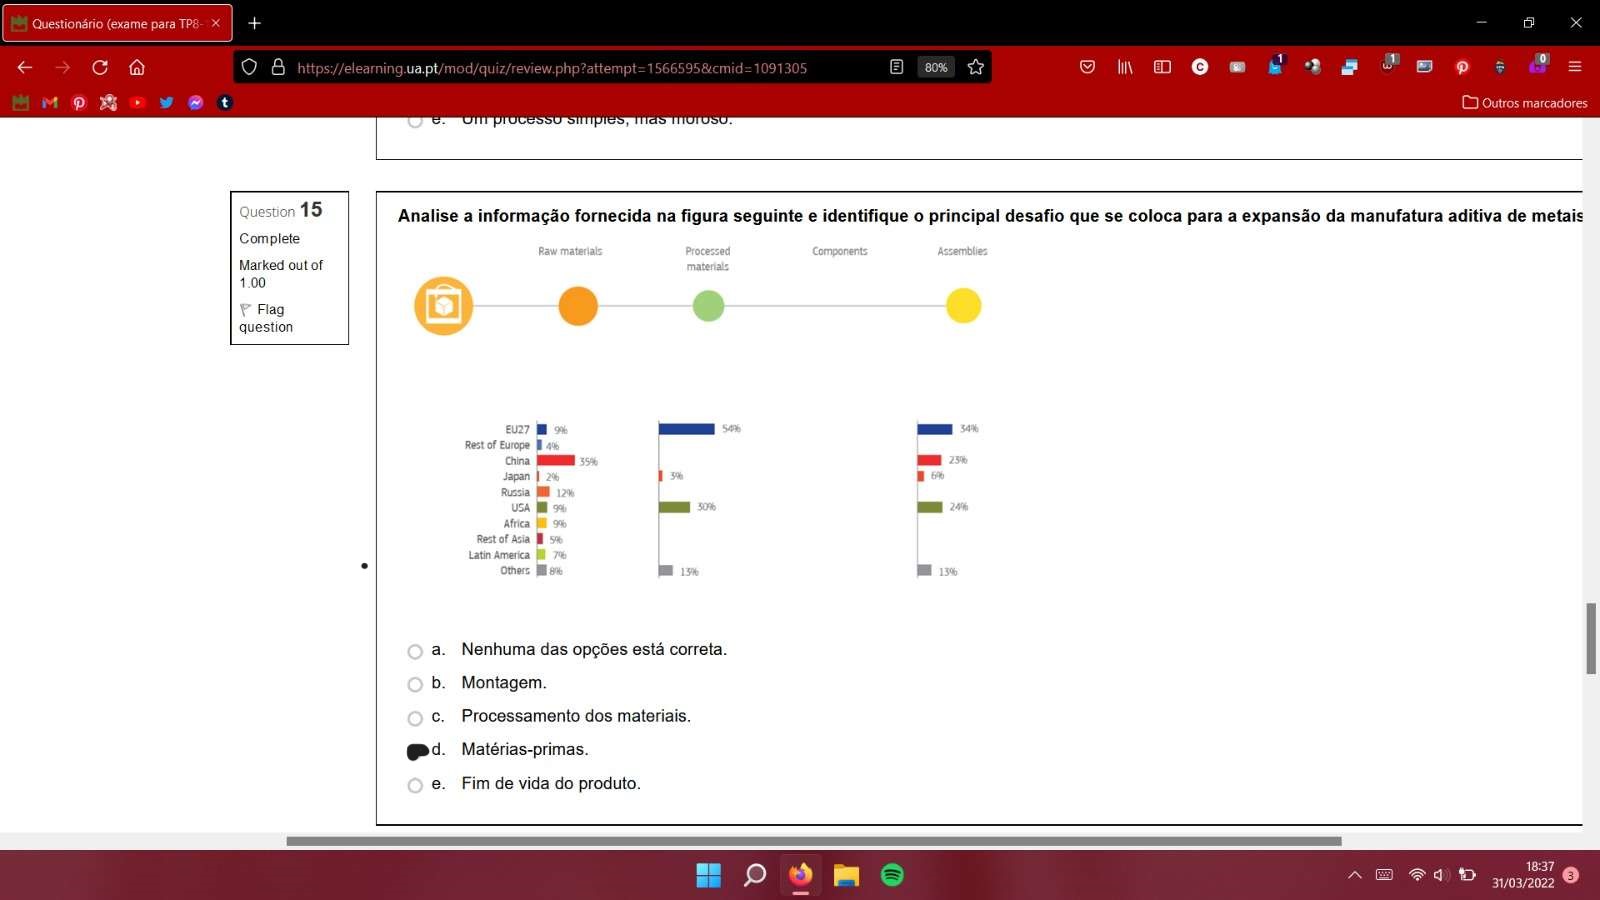 Questionário (exame para TP8-
https://elearning.ua.pt/mod/quiz/review.php?attempt=1566595&cmid=1091305
80%
1
1
0
Outros marcadores
e. Um processo simples, mas moroso.
Question 15
Complete
Marked out of
1.00
Flag
question
Analise a informação fornecida na figura seguinte e identifique o principal desafio que se coloca para a expansão da manufatura aditiva de metais
Raw materials
Processed
materials
Components
Assemblies
EU27 9% 54% 34%
Rest of Europe 4%
China 35% 23%
Japan 2% 3% 6%
Russia 12%
USA 9% 30% 24%
Africa 9%
Rest of Asia 5%
Latin America 7%
Others 8% 13% 13%
a. Nenhuma das opções está correta.
b. Montagem.
c. Processamento dos materiais.
d. Matérias-primas.
e. Fim de vida do produto.
18:37
31/03/2022
3